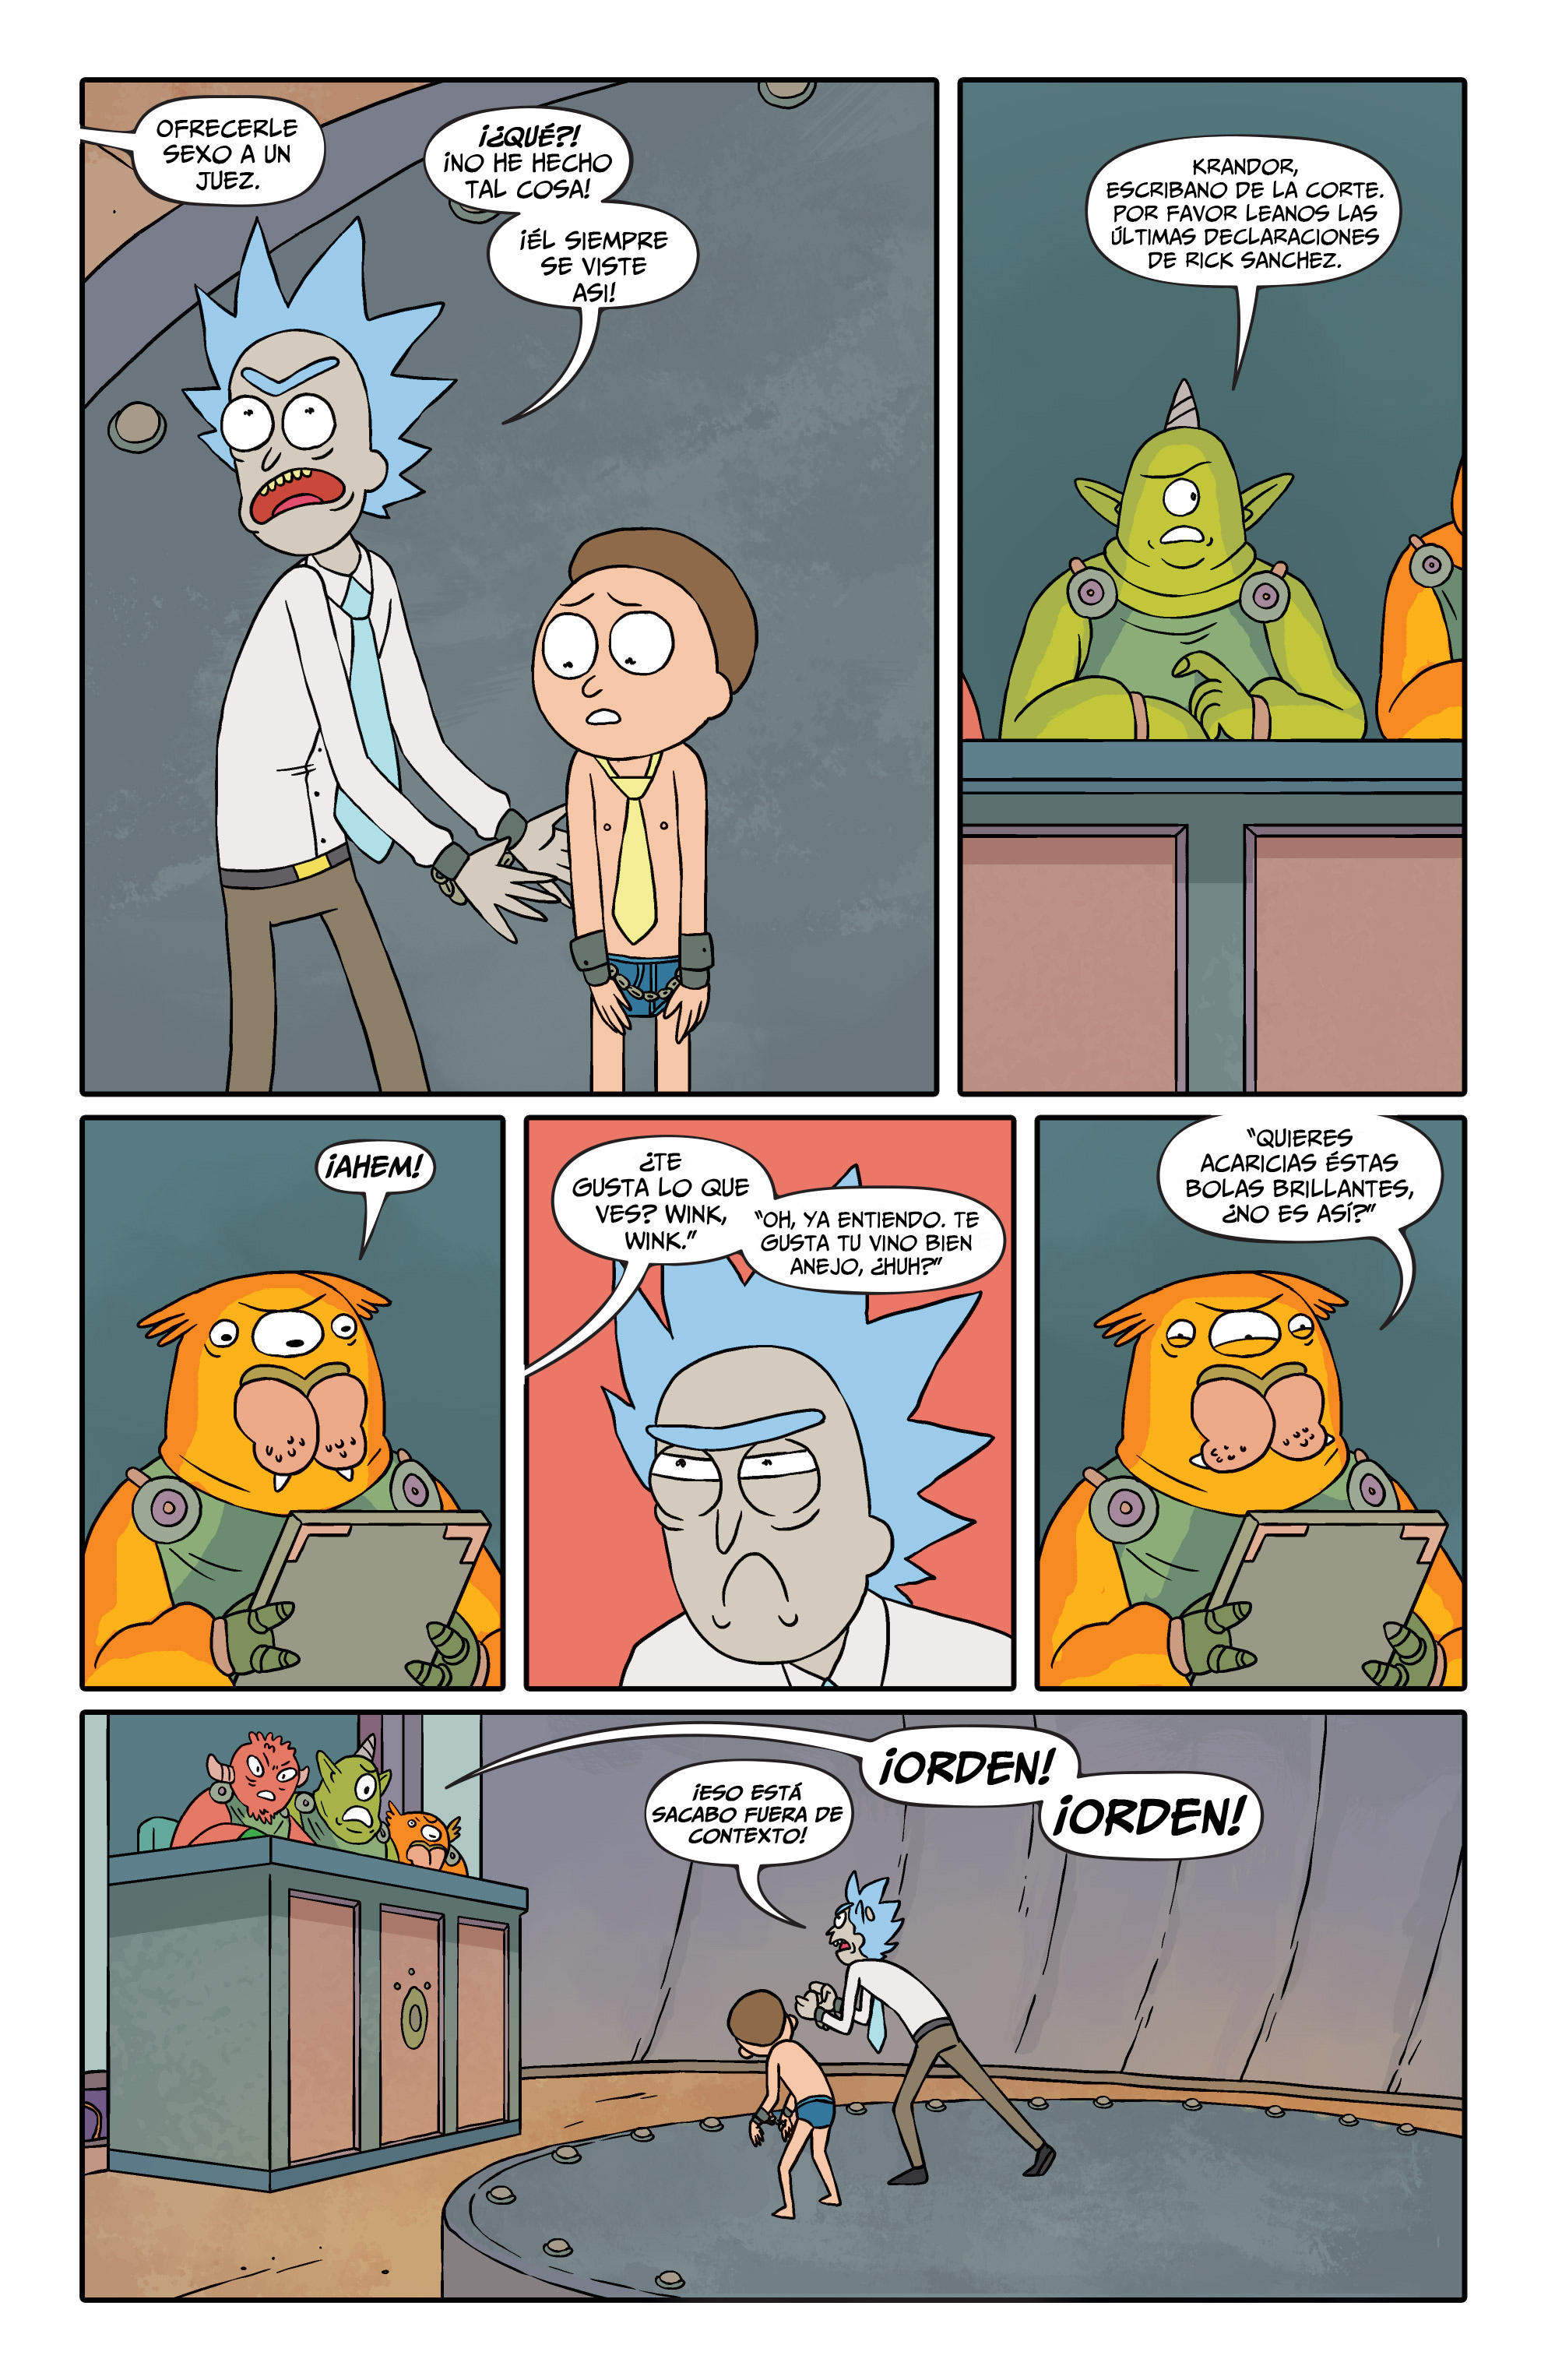 OFRECERLE
SEXO A UN
JUEZ.
¡¿QUÉ?!
¡NO HE HECHO
TAL COSA!
¡ÉL SIEMPRE
SE VISTE
ASI!
KRANDOR,
ESCRIBANO DE LA CORTE.
POR FAVOR LEANOS LAS
ÚLTIMAS DECLARACIONES
DE RICK SANCHEZ.
¡AHEM!
¿TE
GUSTA LO QUE
VES? WINK,
WINK."
"OH, YA ENTIENDO. TE
GUSTA TU VINO BIEN
ANEJO, ¿HUH?"
"QUIERES
ACARICIAS ÉSTAS
BOLAS BRILLANTES,
¿NO ES ASÍ?"
¡ORDEN!
¡ORDEN!
¡ESO ESTÁ
SACABO FUERA DE
CONTEXTO!